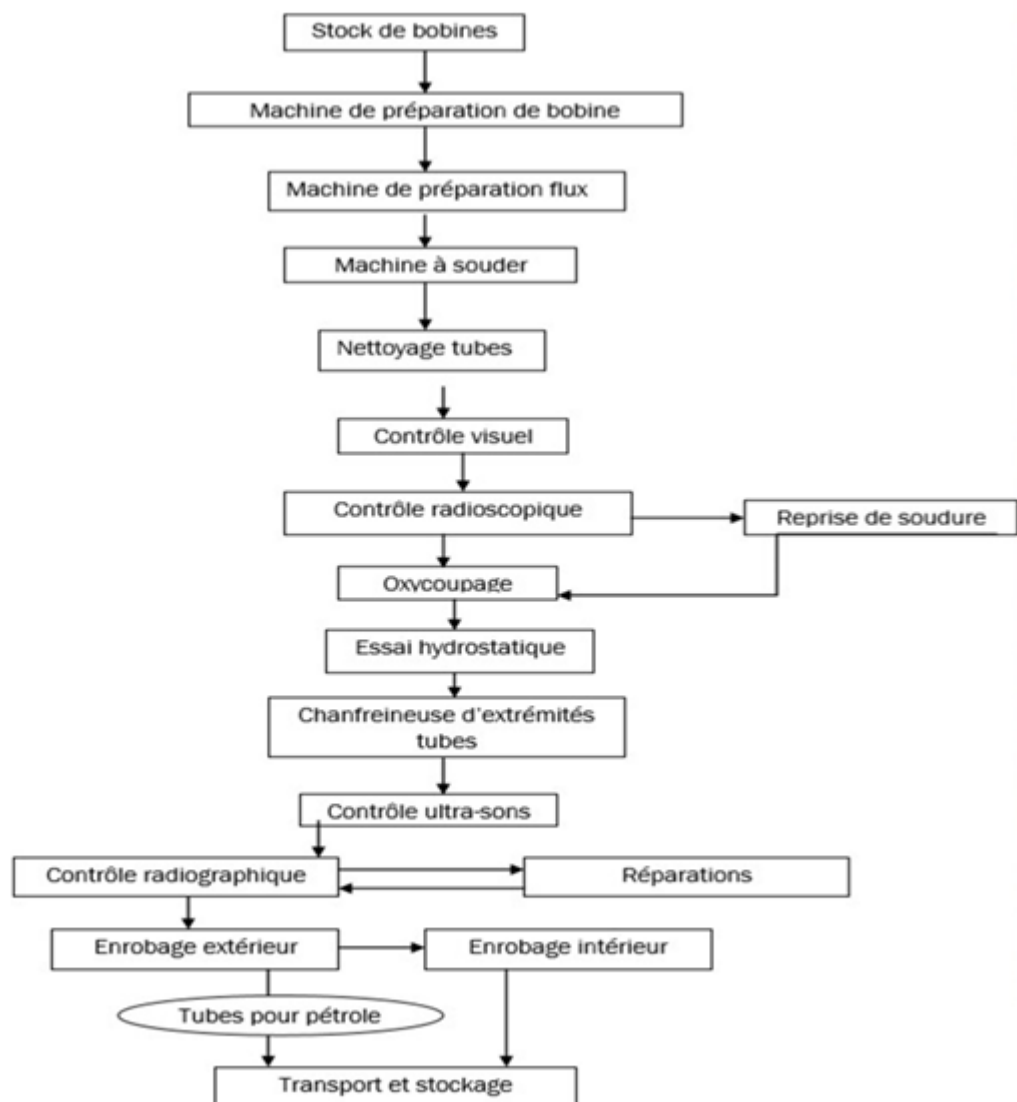 Stock de bobines
Machine de préparation de bobine
Machine de préparation flux
Machine à souder
Nettoyage tubes
Contrôle visuel
Contrôle radioscopique
Reprise de soudure
Oxycoupage
Essai hydrostatique
Chanfreineuse d'extrémités
tubes
Contrôle ultra-sons
Contrôle radiographique
Réparations
Enrobage extérieur
Enrobage intérieur
Tubes pour pétrole
Transport et stockage